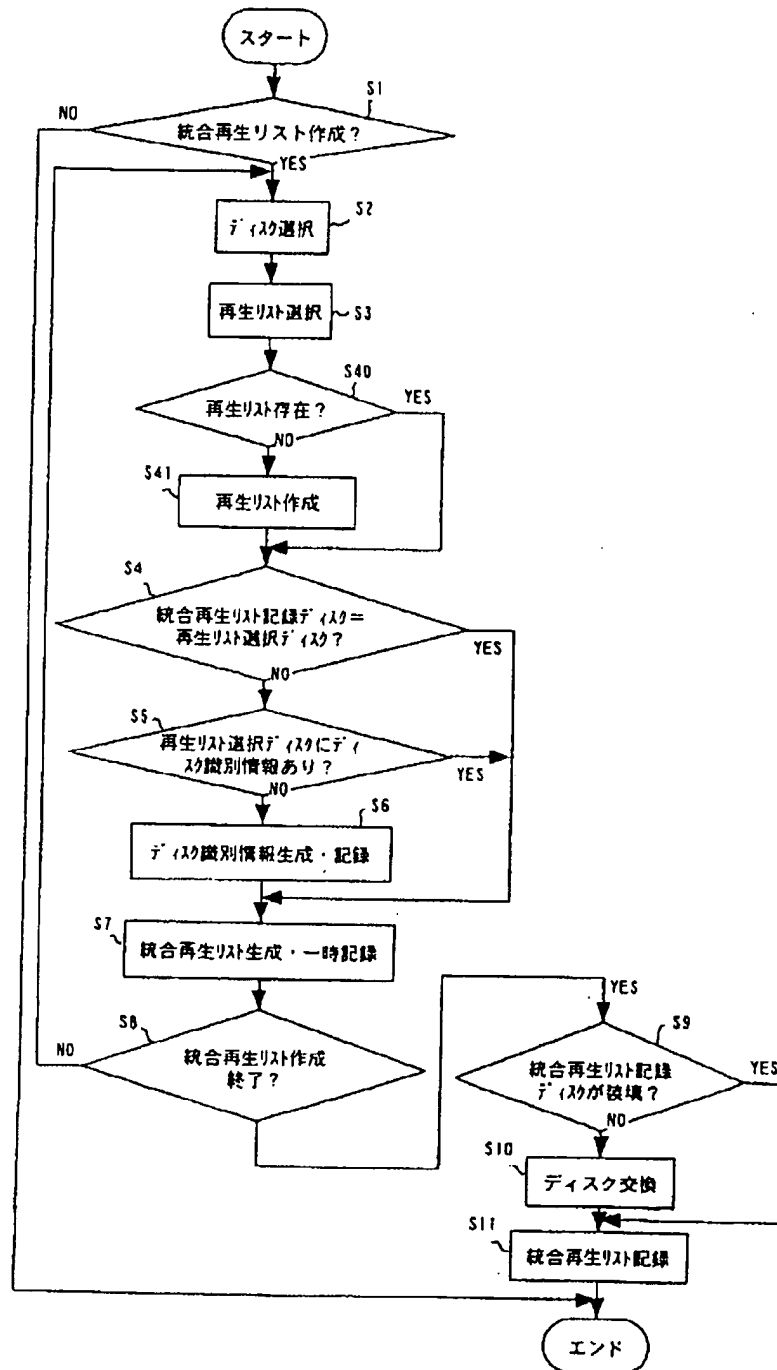 スタート
S1
NO
統合再生リスト作成?
YES
S2
ディスク選択
再生リスト選択
S3
S40
再生リスト存在?
YES
NO
S41
再生リスト作成
S4
統合再生リスト記録ディスク=
再生リスト選択ディスク?
YES
NO
S5
再生リスト選択ディスクにディ
スク識別情報あり?
YES
NO
S6
ディスク識別情報生成・記録
S7
統合再生リスト生成・一時記録
YES
S8
S9
NO
統合再生リスト作成
終了?
統合再生リスト記録
ディスクが装填?
YES
NO
S10
ディスク交換
S11
統合再生リスト記録
エンド